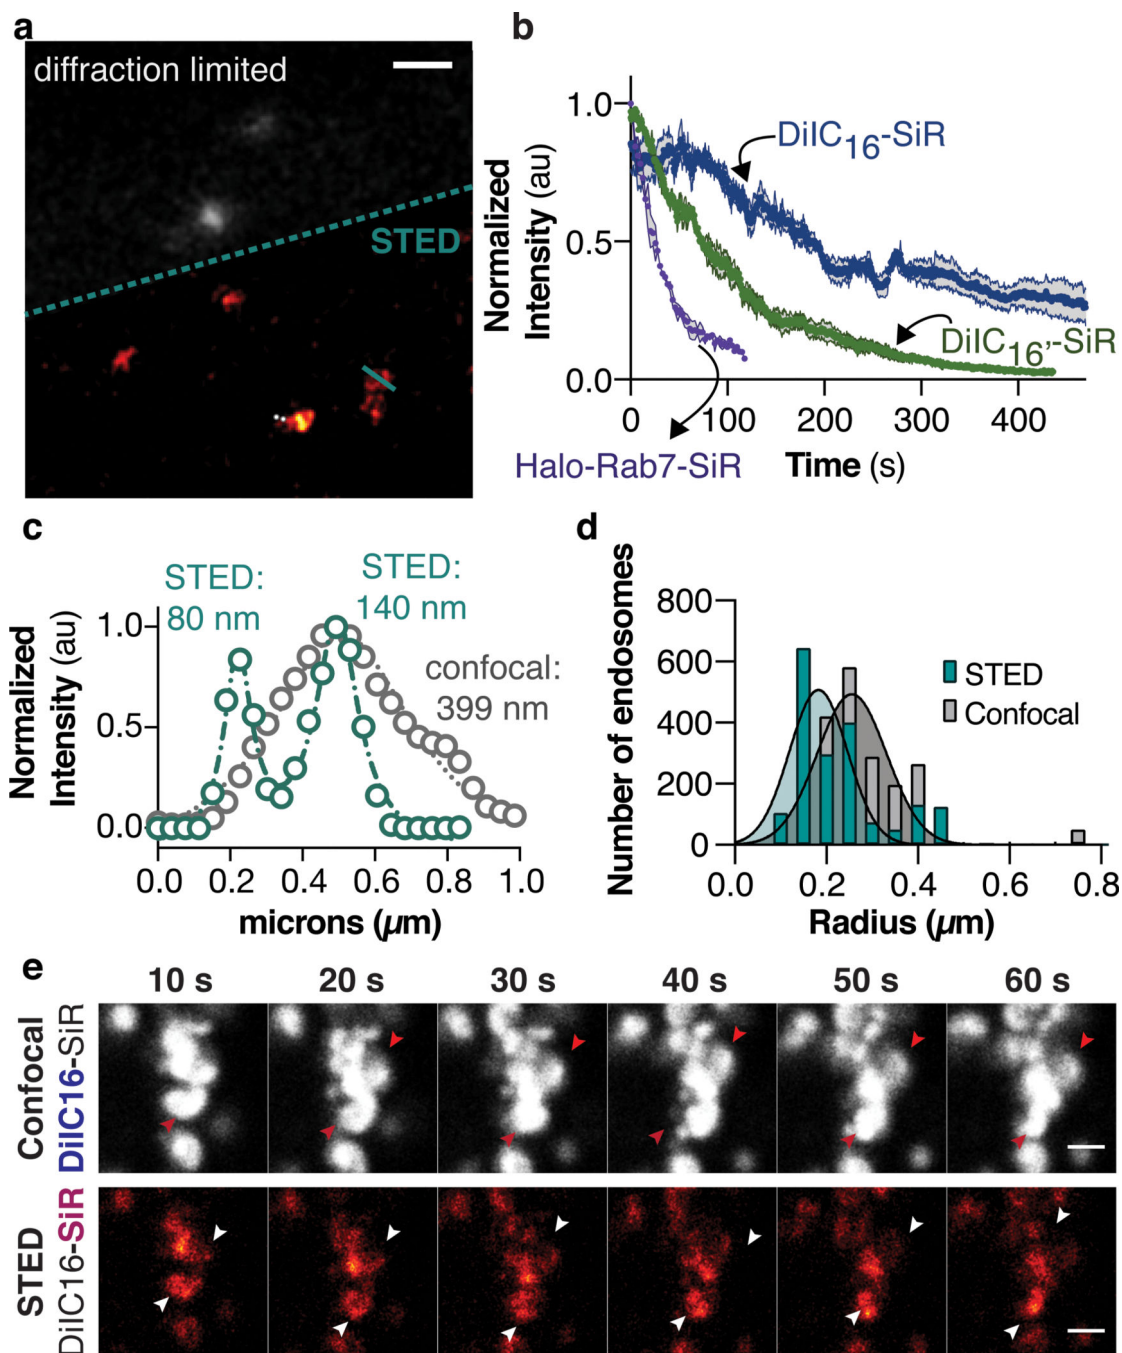 a
diffraction limited
STED
b
Normalized
Intensity (au)
1.0
0.5
0.0
0
100
200
300
400
Time (s)
DiIC16-SiR
DiIC16'-SiR
Halo-Rab7-SiR
c
Normalized
Intensity (au)
1.0
0.5
0.0
STED:
80 nm
STED:
140 nm
confocal:
399 nm
0.0
0.2
0.4
0.6
0.8
1.0
microns (µm)
d
Number of endosomes
800
600
400
200
0
STED
Confocal
0.0
0.2
0.4
0.6
0.8
Radius (µm)
e
10 s
20 s
30 s
40 s
50 s
60 s
Confocal
DiIC16-SiR
STED
DiIC16-SiR